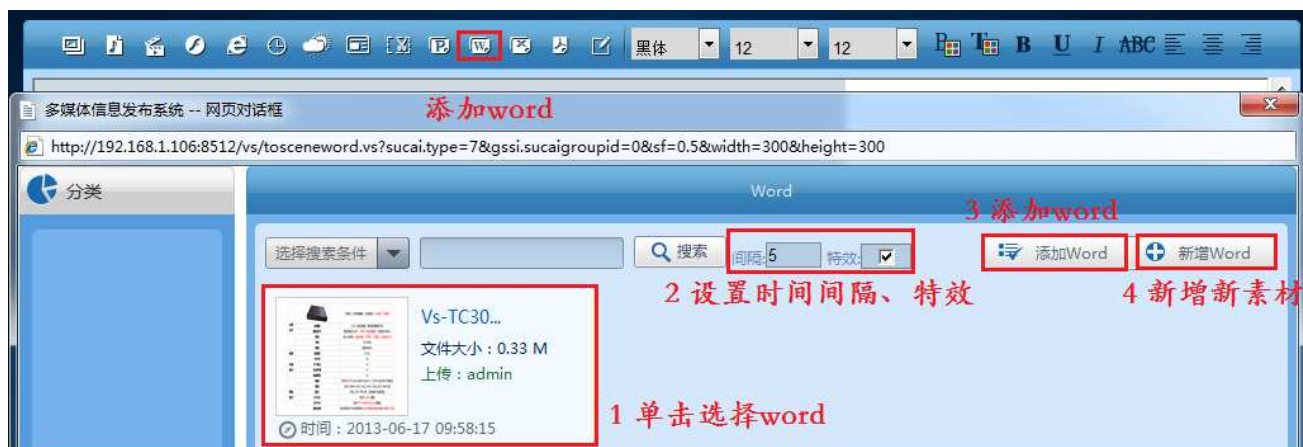 黑体 12 12 B U I ABC
多媒体信息发布系统 -- 网页对话框
添加word
http://192.168.1.106:8512/vs/tosceneword.vs?sucai.type=7&gssi.sucaigroupid=0&sf=0.5&width=300&height=300
分类
Word
3 添加word
选择搜索条件 搜索 间隔:5 特效: 添加Word 新增Word
2 设置时间间隔、特效
4 新增新素材
Vs-TC30...
文件大小：0.33 M
上传：admin
1 单击选择word
时间：2013-06-17 09:58:15